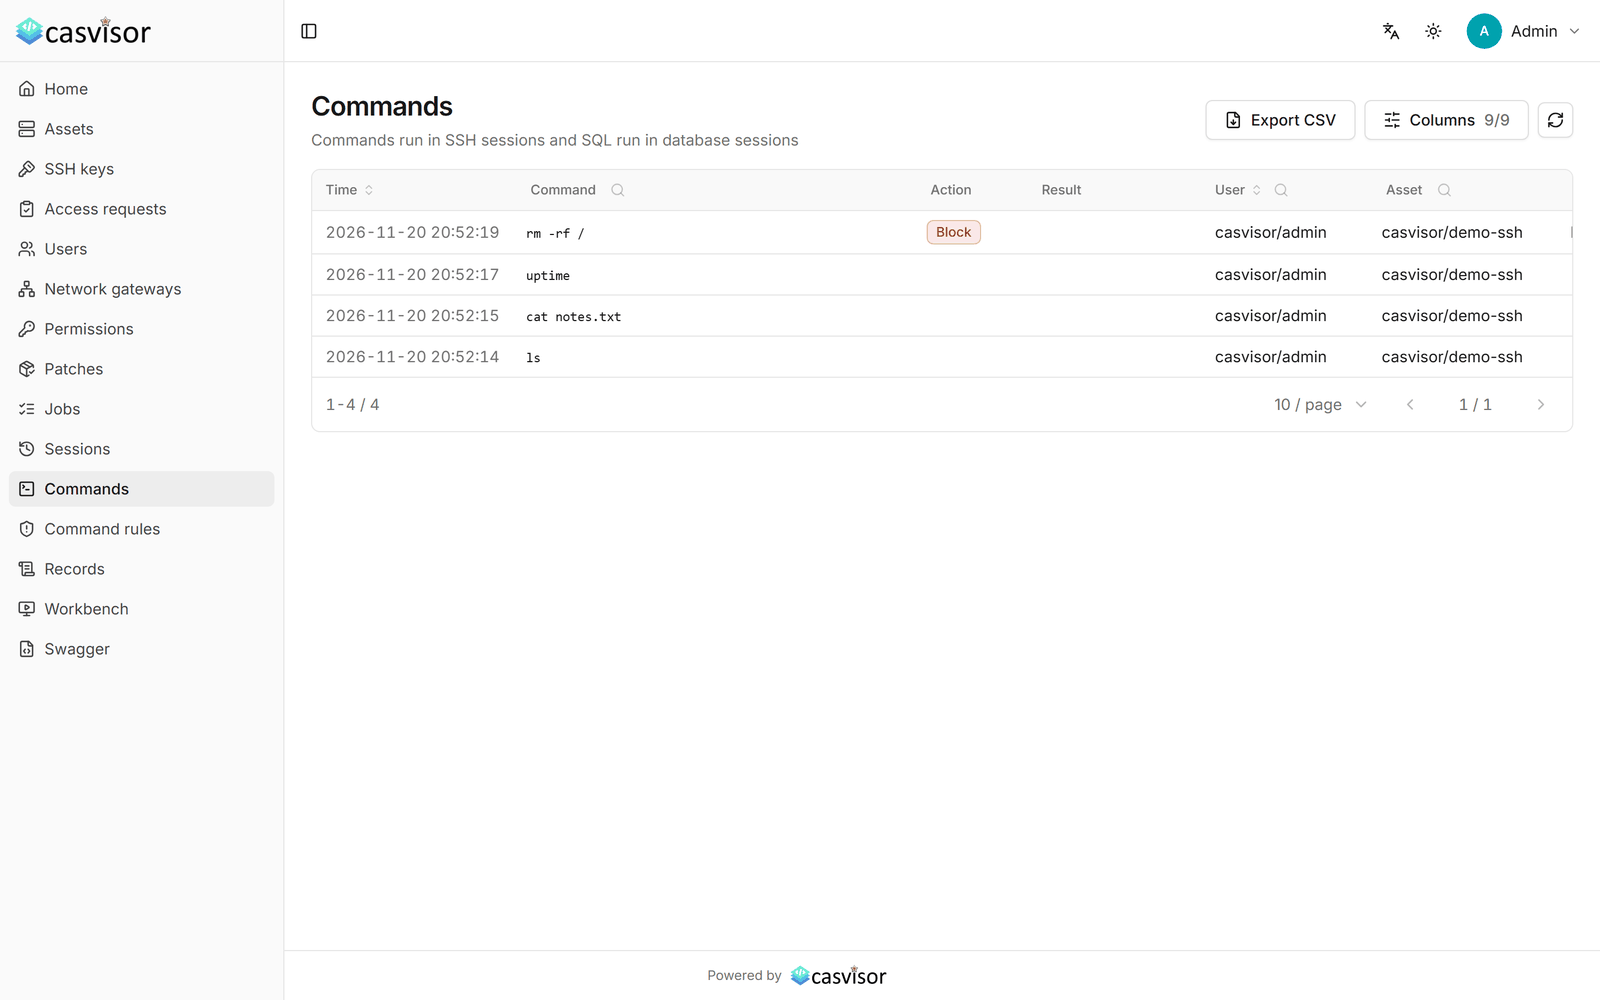 casvisor
Admin
A
Home
Assets
SSH keys
Access requests
Users
Network gateways
Permissions
Patches
Jobs
Sessions
Commands
Command rules
Records
Workbench
Swagger
Commands
Commands run in SSH sessions and SQL run in database sessions
Export CSV
Columns 9/9
Time Command Action Result User Asset
2026-11-20 20:52:19 rm -rf / Block casvisor/admin casvisor/demo-ssh
2026-11-20 20:52:17 uptime casvisor/admin casvisor/demo-ssh
2026-11-20 20:52:15 cat notes.txt casvisor/admin casvisor/demo-ssh
2026-11-20 20:52:14 ls casvisor/admin casvisor/demo-ssh
1-4 / 4 10 / page 1 / 1
Powered by casvisor